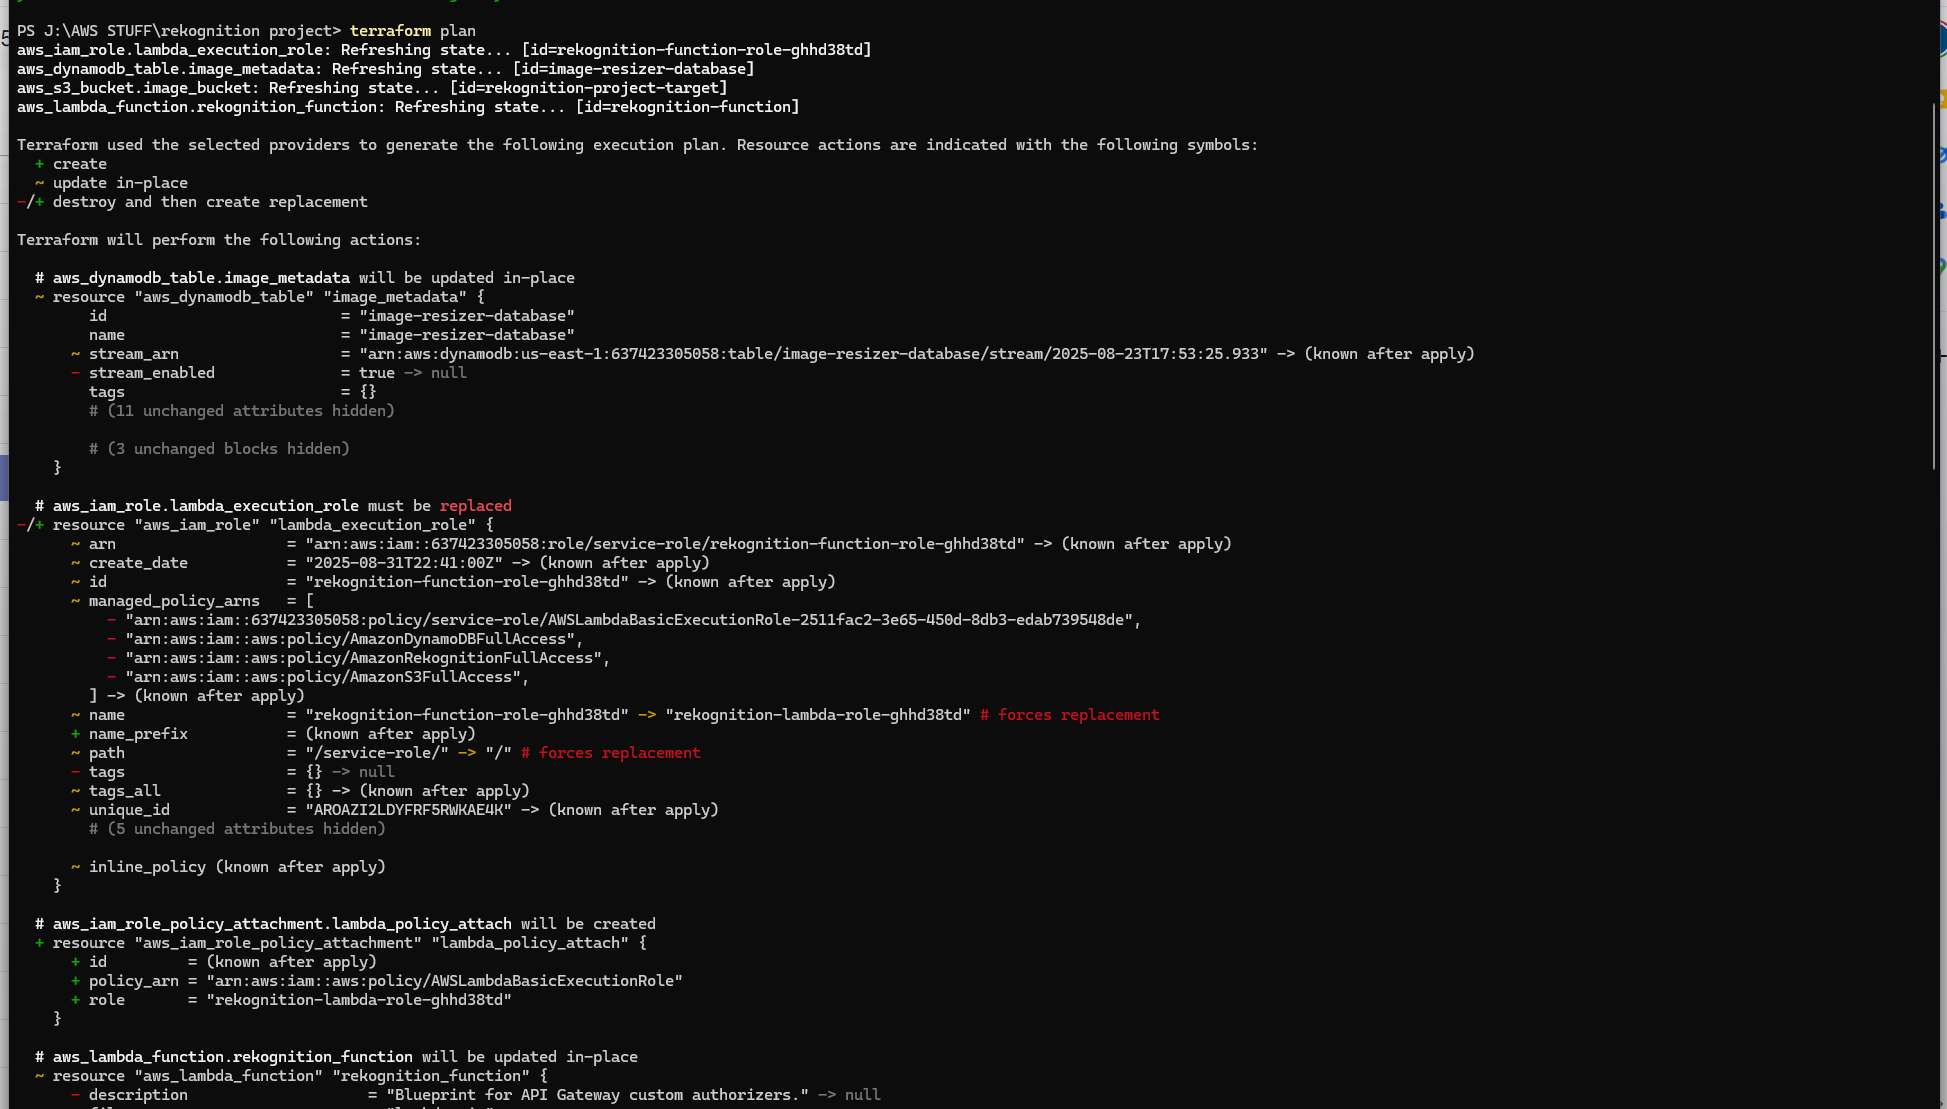 PS J:\AWS STUFF\rekognition project> terraform plan
aws_iam_role.lambda_execution_role: Refreshing state... [id=rekognition-function-role-ghhd38td]
aws_dynamodb_table.image_metadata: Refreshing state... [id=image-resizer-database]
aws_s3_bucket.image_bucket: Refreshing state... [id=rekognition-project-target]
aws_lambda_function.rekognition_function: Refreshing state... [id=rekognition-function]

Terraform used the selected providers to generate the following execution plan. Resource actions are indicated with the following symbols:
  + create
  ~ update in-place
-/+ destroy and then create replacement

Terraform will perform the following actions:

  # aws_dynamodb_table.image_metadata will be updated in-place
  ~ resource "aws_dynamodb_table" "image_metadata" {
        id                          = "image-resizer-database"
        name                        = "image-resizer-database"
      ~ stream_arn                  = "arn:aws:dynamodb:us-east-1:637423305058:table/image-resizer-database/stream/2025-08-23T17:53:25.933" -> (known after apply)
      - stream_enabled              = true -> null
        tags                        = {}
        # (11 unchanged attributes hidden)

        # (3 unchanged blocks hidden)
    }

  # aws_iam_role.lambda_execution_role must be replaced
-/+ resource "aws_iam_role" "lambda_execution_role" {
      ~ arn                   = "arn:aws:iam::637423305058:role/service-role/rekognition-function-role-ghhd38td" -> (known after apply)
      ~ create_date           = "2025-08-31T22:41:00Z" -> (known after apply)
      ~ id                    = "rekognition-function-role-ghhd38td" -> (known after apply)
      ~ managed_policy_arns   = [
          - "arn:aws:iam::637423305058:policy/service-role/AWSLambdaBasicExecutionRole-2511fac2-3e65-450d-8db3-edab739548de",
          - "arn:aws:iam::aws:policy/AmazonDynamoDBFullAccess",
          - "arn:aws:iam::aws:policy/AmazonRekognitionFullAccess",
          - "arn:aws:iam::aws:policy/AmazonS3FullAccess",
        ] -> (known after apply)
      ~ name                  = "rekognition-function-role-ghhd38td" -> "rekognition-lambda-role-ghhd38td" # forces replacement
      + name_prefix           = (known after apply)
      ~ path                  = "/service-role/" -> "/" # forces replacement
      - tags                  = {} -> null
      ~ tags_all              = {} -> (known after apply)
      ~ unique_id             = "AROAZI2LDYFRF5RWKAE4K" -> (known after apply)
        # (5 unchanged attributes hidden)

      ~ inline_policy (known after apply)
    }

  # aws_iam_role_policy_attachment.lambda_policy_attach will be created
  + resource "aws_iam_role_policy_attachment" "lambda_policy_attach" {
      + id         = (known after apply)
      + policy_arn = "arn:aws:iam::aws:policy/AWSLambdaBasicExecutionRole"
      + role       = "rekognition-lambda-role-ghhd38td"
    }

  # aws_lambda_function.rekognition_function will be updated in-place
  ~ resource "aws_lambda_function" "rekognition_function" {
      - description                    = "Blueprint for API Gateway custom authorizers." -> null